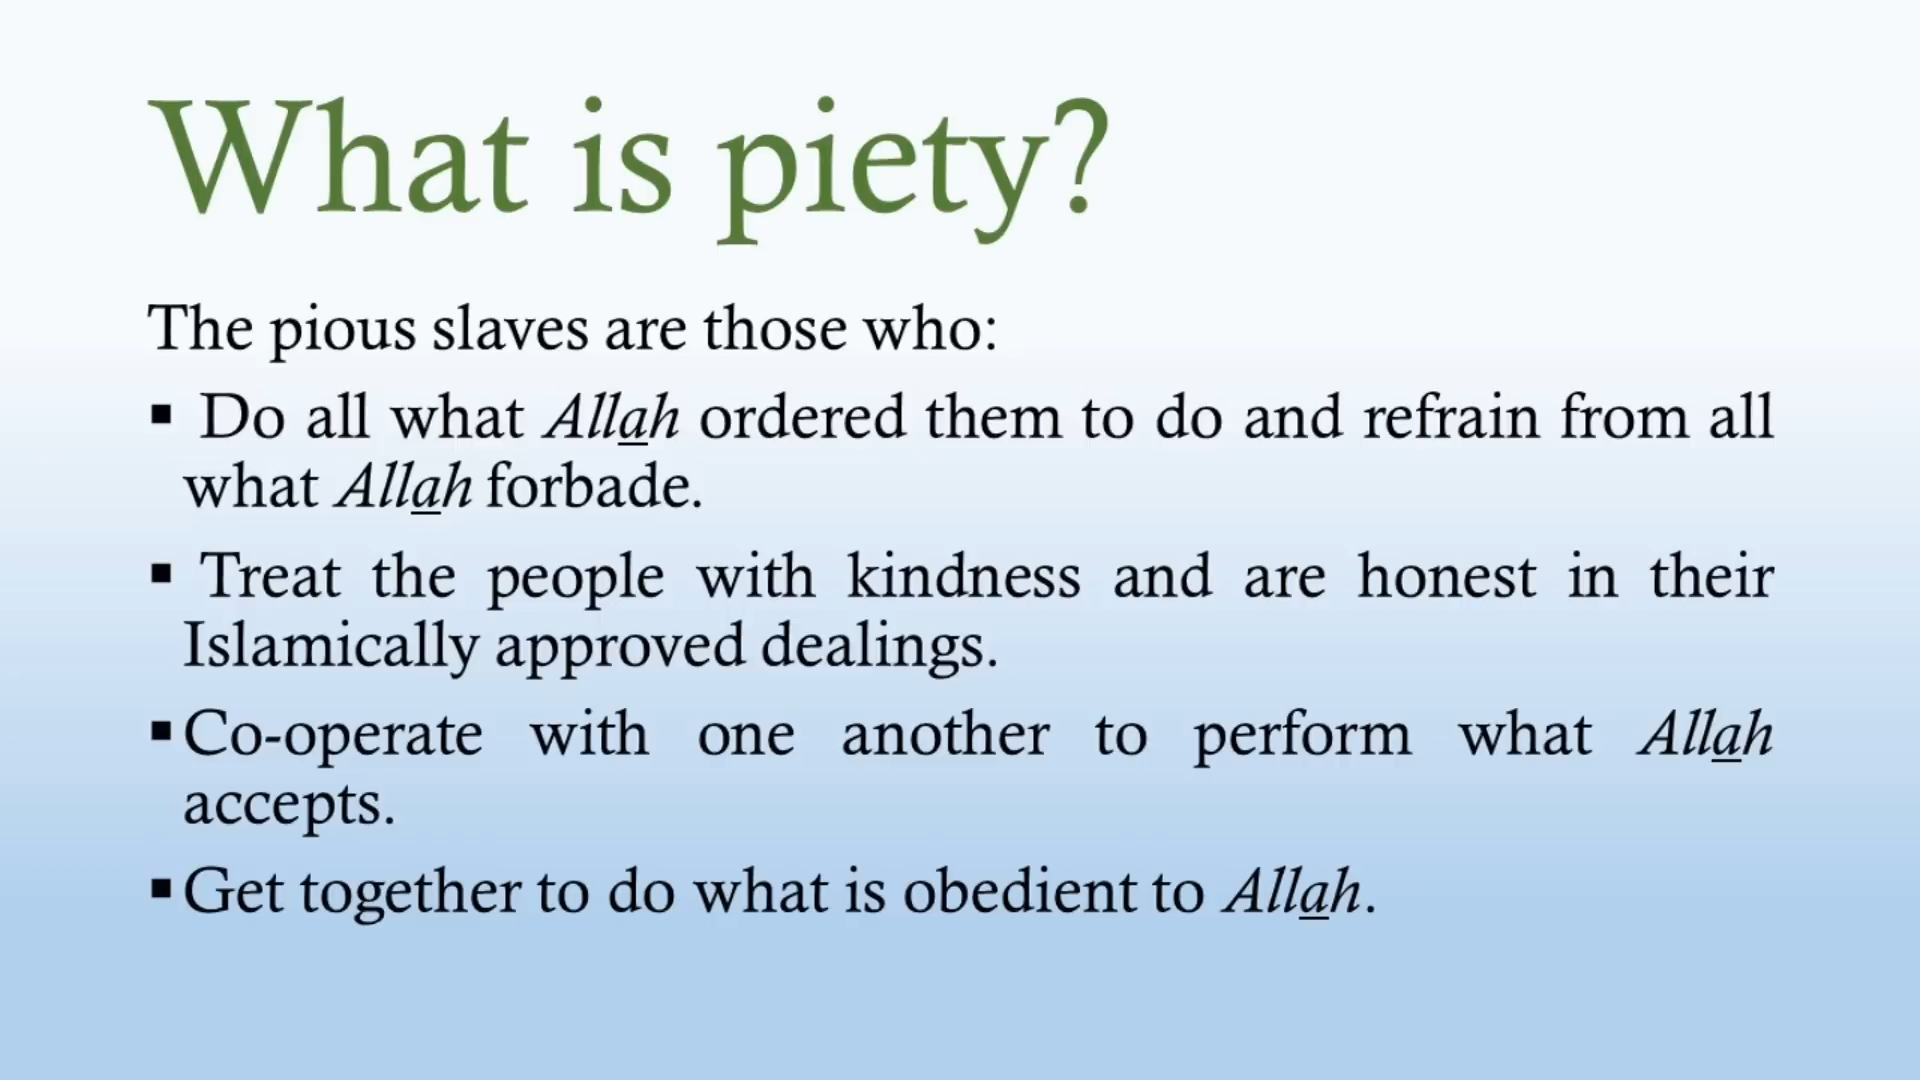 What is piety?
The pious slaves are those who:
▪ Do all what Allah ordered them to do and refrain from all
what Allah forbade.
▪ Treat the people with kindness and are honest in their
Islamically approved dealings.
▪ Co-operate with one another to perform what Allah
accepts.
▪ Get together to do what is obedient to Allah.